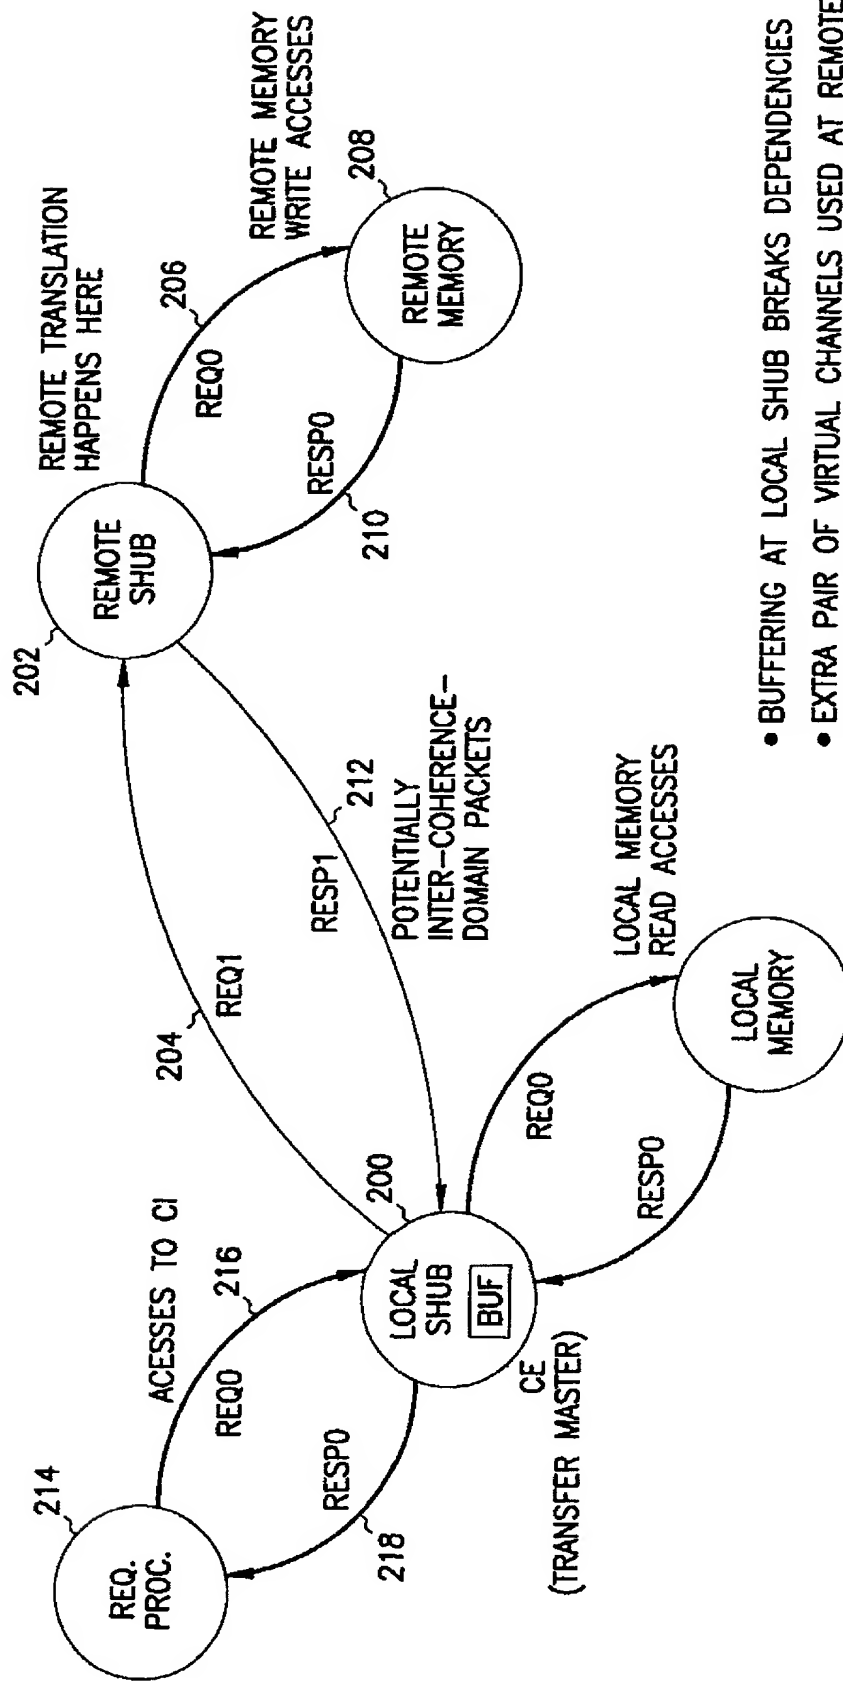 214
REQ.
PROC.
ACESSES TO CI
216
REQ0
RESP0
218
200
LOCAL
SHUB
BUF
CE
(TRANSFER MASTER)
204
REQ1
RESP1
212
POTENTIALLY
INTER-COHERENCE-
DOMAIN PACKETS
202
REMOTE
SHUB
REMOTE TRANSLATION
HAPPENS HERE
206
REQ0
RESP0
210
REMOTE MEMORY
WRITE ACCESSES
208
REMOTE
MEMORY
REQ0
RESP0
LOCAL MEMORY
READ ACCESSES
LOCAL
MEMORY
• BUFFERING AT LOCAL SHUB BREAKS DEPENDENCIES
• EXTRA PAIR OF VIRTUAL CHANNELS USED AT REMOTE